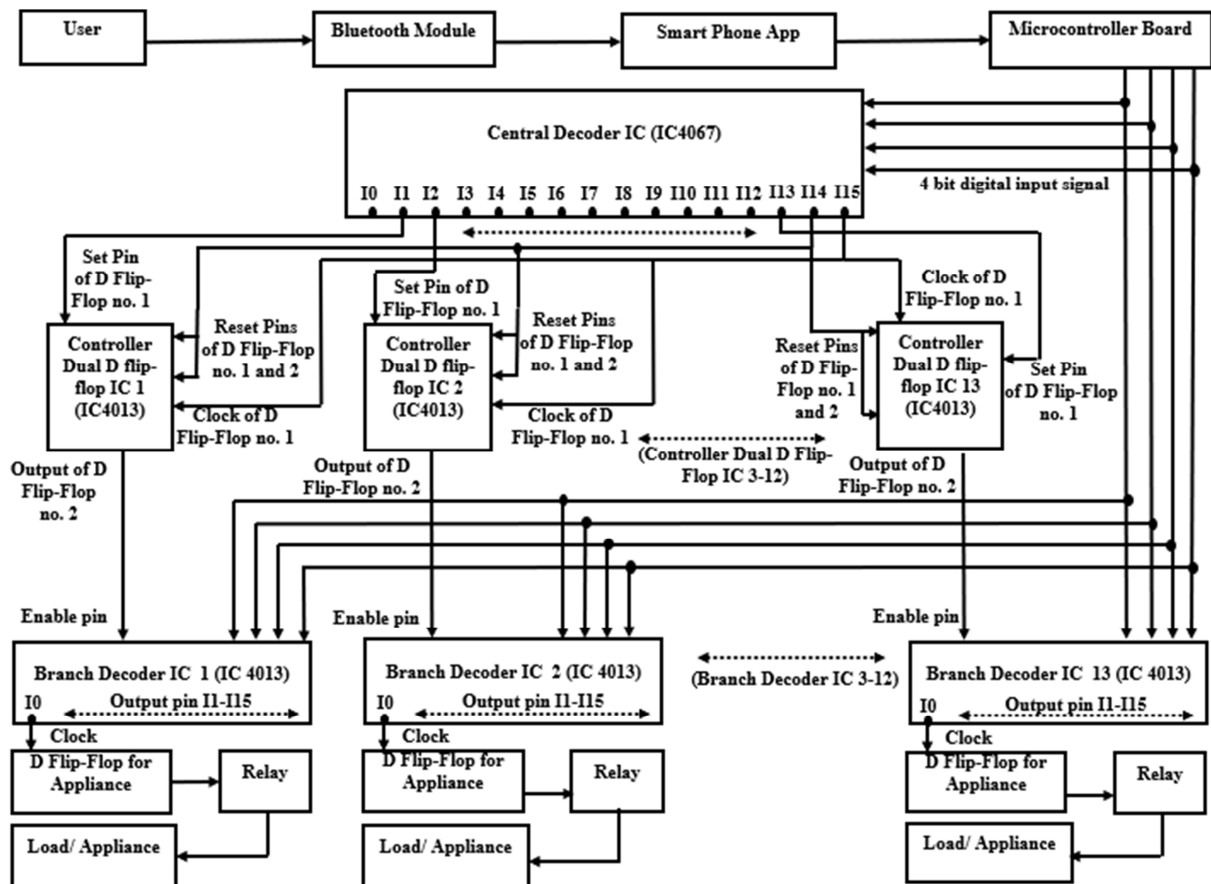 User
Bluetooth Module
Smart Phone App
Microcontroller Board
Central Decoder IC (IC4067)
4 bit digital input signal
I0 I1 I2 I3 I4 I5 I6 I7 I8 I9 I10 I11 I12 I13 I14 I15
Set Pin
of D Flip-
Flop no. 1
Set Pin of D
Flip-Flop no. 1
Clock of D
Flip-Flop no. 1
Controller
Dual D flip-
flop IC 1
(IC4013)
Reset Pins
of D Flip-Flop
no. 1 and 2
Clock of D
Flip-Flop no. 1
Controller
Dual D flip-
flop IC 2
(IC4013)
Reset Pins
of D Flip-Flop
no. 1 and 2
Clock of D
Flip-Flop no. 1
Reset Pins
of D Flip-
Flop no. 1
and 2
Controller
Dual D flip-
flop IC 13
(IC4013)
Set Pin
of D Flip-Flop
no. 1
(Controller Dual D Flip-
Flop IC 3-12)
Output of D
Flip-Flop
no. 2
Output of D
Flip-Flop no. 2
Output of D
Flip-Flop no. 2
Enable pin
Enable pin
Enable pin
Branch Decoder IC 1 (IC 4013)
I0
Output pin I1-I15
Branch Decoder IC 2 (IC 4013)
I0
Output pin I1-I15
(Branch Decoder IC 3-12)
Branch Decoder IC 13 (IC 4013)
I0
Output pin I1-I15
Clock
D Flip-Flop for
Appliance
Relay
Load/ Appliance
Clock
D Flip-Flop for
Appliance
Relay
Load/ Appliance
Clock
D Flip-Flop for
Appliance
Relay
Load/ Appliance